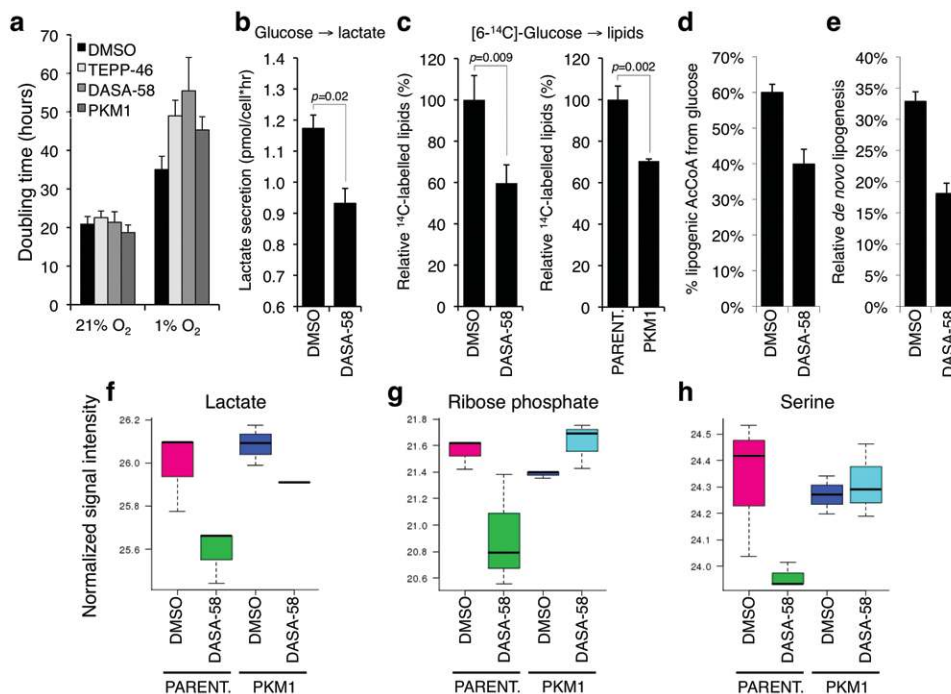 a
Doubling time (hours)
70
60
50
40
30
20
10
0
DMSO
TEPP-46
DASA-58
PKM1
21% O₂
1% O₂
b
Glucose → lactate
Lactate secretion (pmol/cell*hr)
1.3
1.2
1.1
1.0
0.9
0.8
0.7
0.6
p=0.02
DMSO
DASA-58
c
[6-¹⁴C]-Glucose → lipids
Relative ¹⁴C-labelled lipids (%)
120
100
80
60
40
20
0
p=0.009
DMSO
DASA-58
Relative ¹⁴C-labelled lipids (%)
120
100
80
60
40
20
0
p=0.002
PARENT.
PKM1
d
% lipogenic AcCoA from glucose
70%
60%
50%
40%
30%
20%
10%
0%
DMSO
DASA-58
e
Relative de novo lipogenesis
40%
35%
30%
25%
20%
15%
10%
5%
0%
DMSO
DASA-58
f
Lactate
Normalized signal intensity
26.2
26.0
25.8
25.6
DMSO
DASA-58
DMSO
DASA-58
PARENT.
PKM1
g
Ribose phosphate
21.8
21.6
21.4
21.2
21.0
20.8
20.6
DMSO
DASA-58
DMSO
DASA-58
PARENT.
PKM1
h
Serine
24.5
24.4
24.3
24.2
24.1
24.0
DMSO
DASA-58
DMSO
DASA-58
PARENT.
PKM1